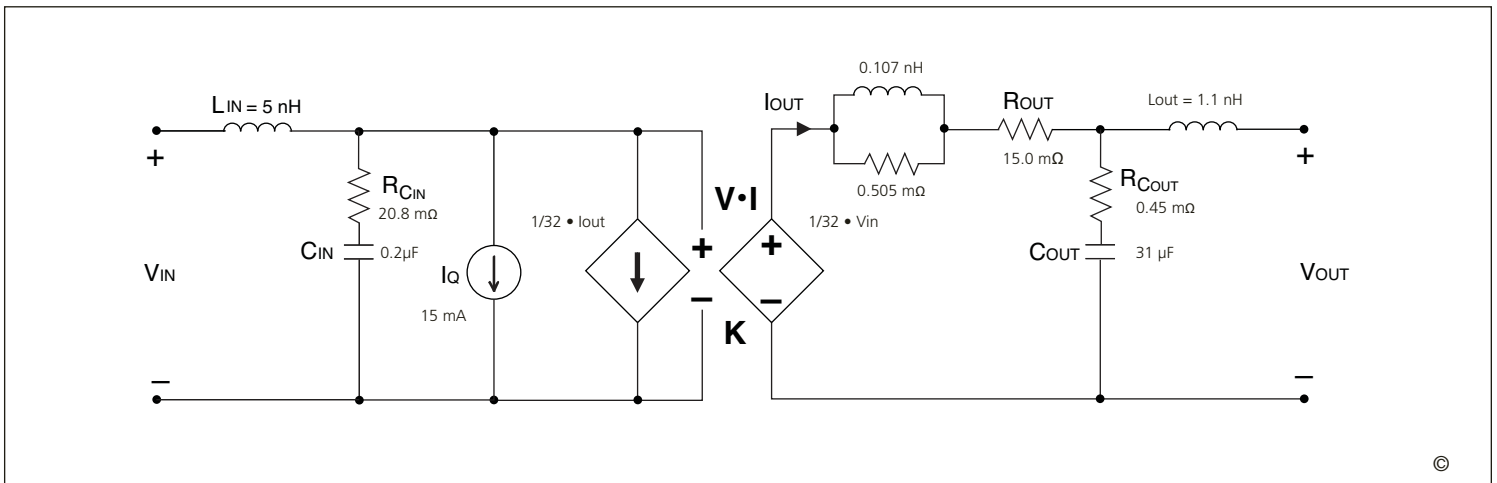 0.107 nH
LIN = 5 nH
IOUT
ROUT
Lout = 1.1 nH
+
+
RCIN
20.8 mΩ
0.505 mΩ
15.0 mΩ
RCOUT
0.45 mΩ
V•I
1/32 • Iout
1/32 • Vin
CIN
0.2µF
+
+
COUT
31 µF
VIN
IQ
VOUT
15 mA
–
–
K
–
–
©